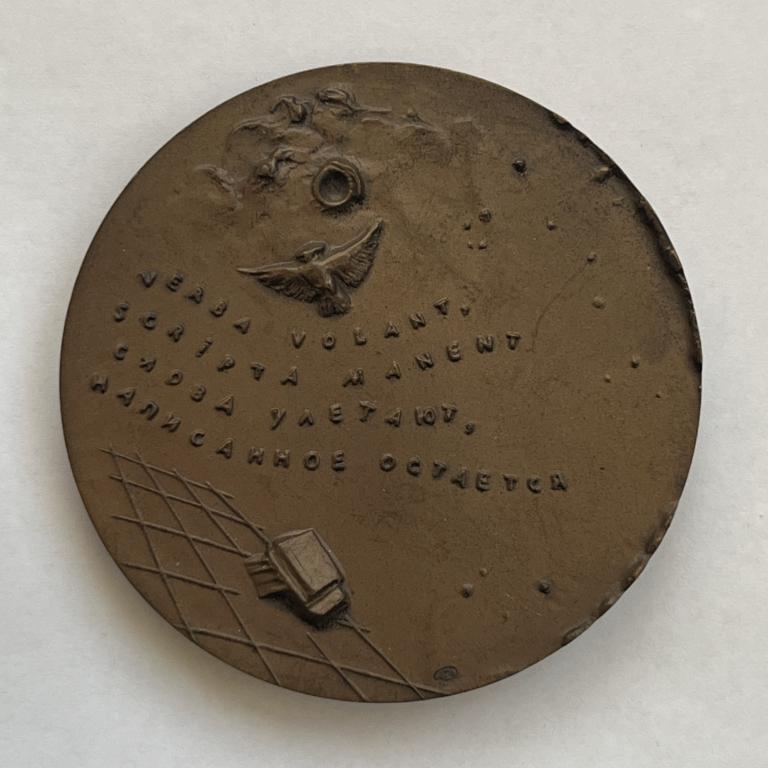 VERBA VOLANT,
SCRIPTA MANENT
СЛОВА УЛЕТАЮТ,
НАПИСАННОЕ ОСТАЕТСЯ